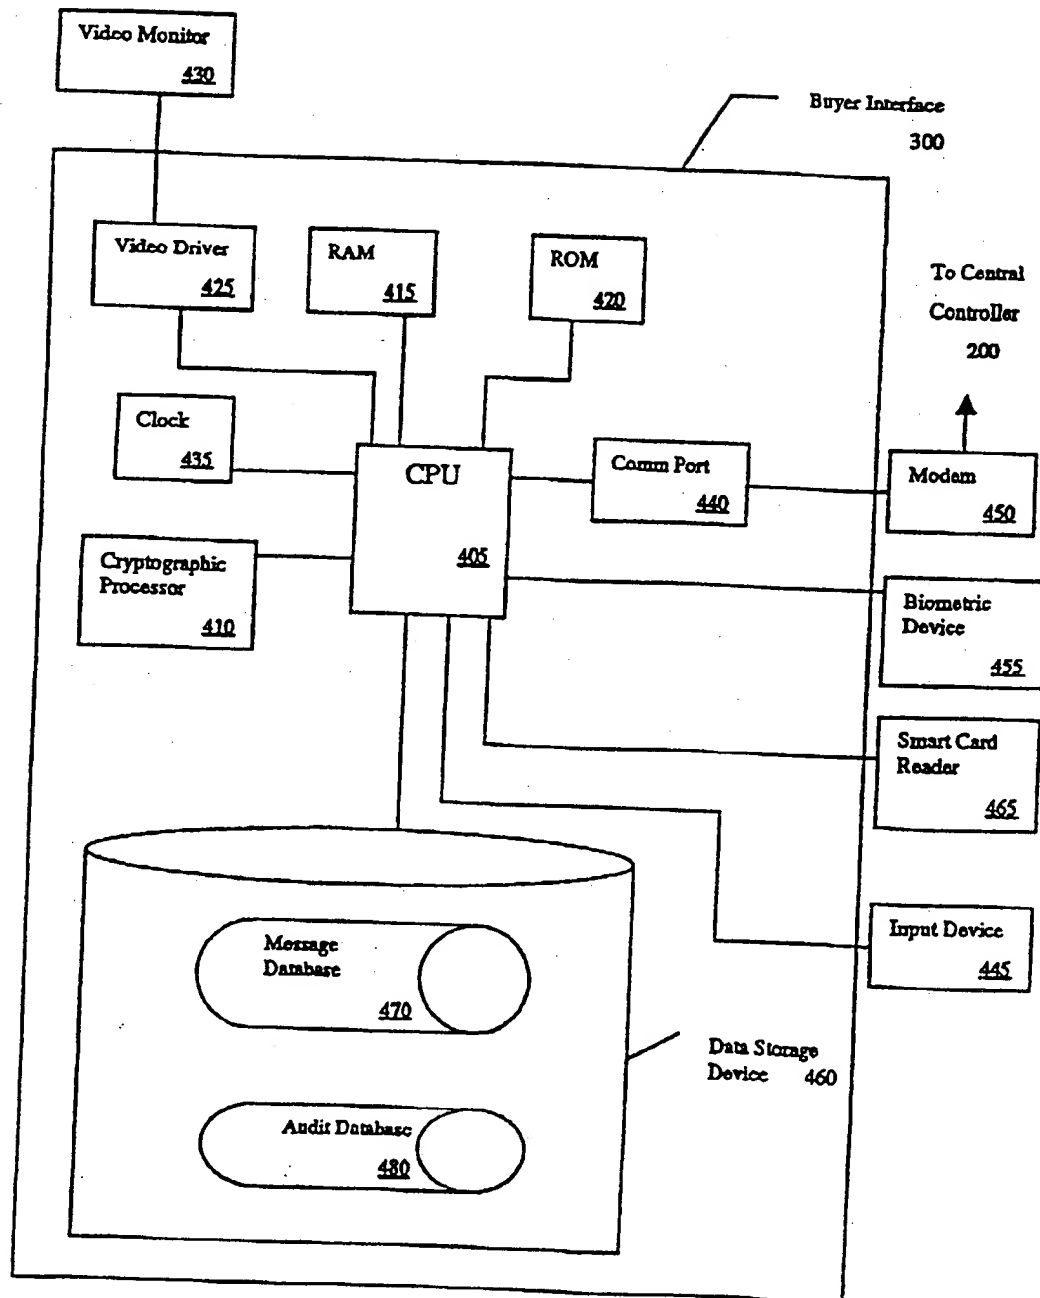 Video Monitor
430
Buyer Interface
300
Video Driver
425
RAM
415
ROM
420
To Central
Controller
200
Clock
435
CPU
405
Comm Port
440
Modem
450
Cryptographic
Processor
410
Biometric
Device
455
Smart Card
Reader
465
Input Device
445
Message
Database
470
Data Storage
Device 460
Audit Database
480